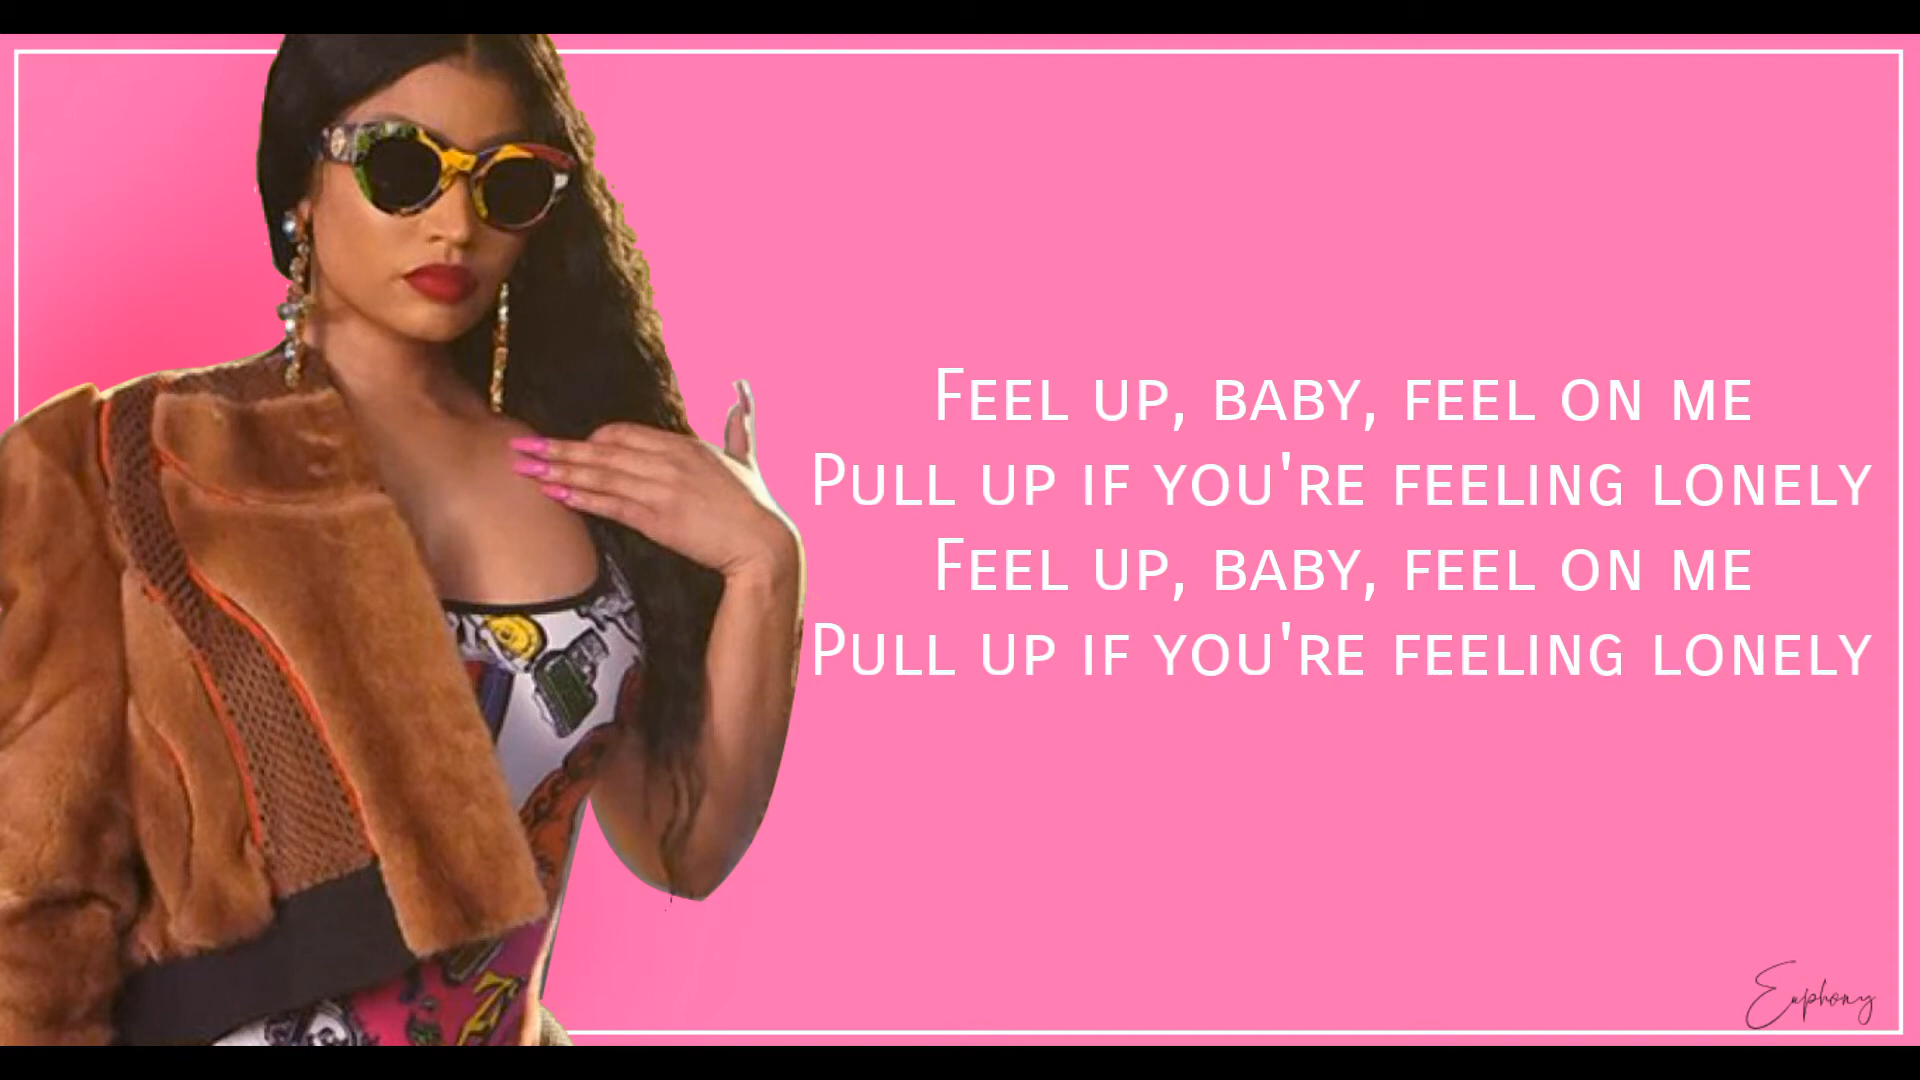 Feel up, baby, feel on me
Pull up if you're feeling lonely
Feel up, baby, feel on me
Pull up if you're feeling lonely
Euphony